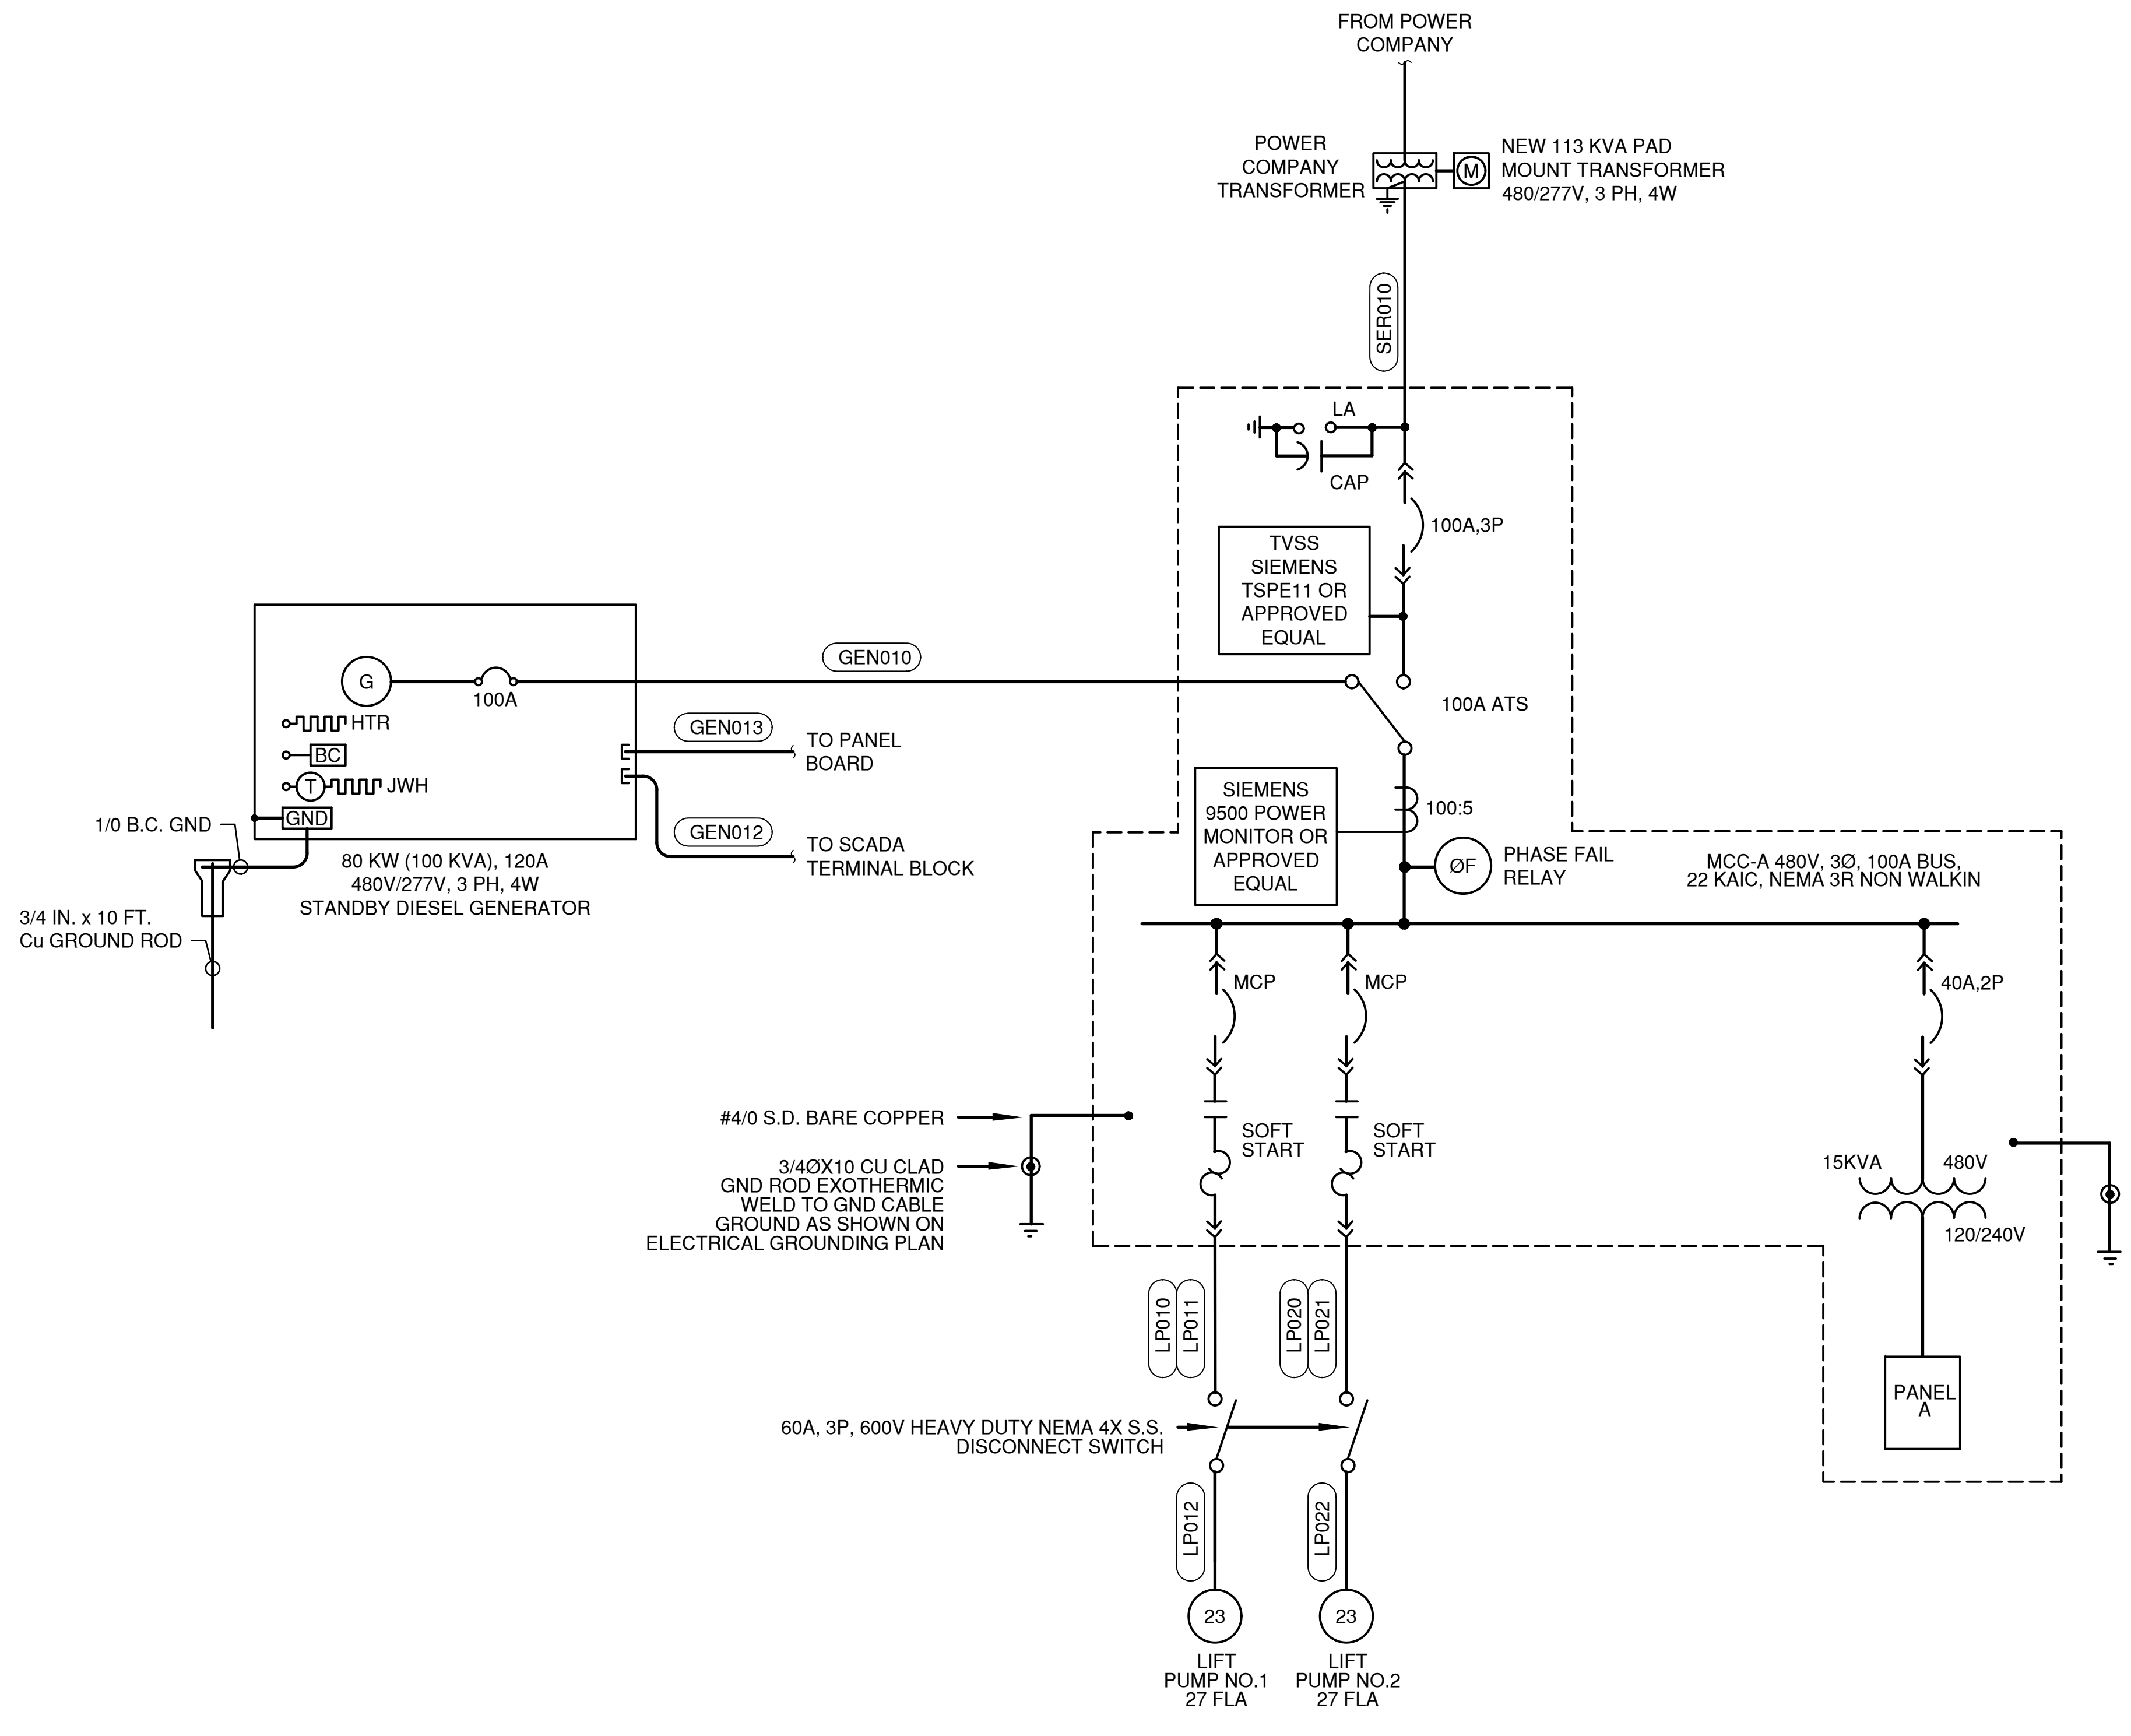 FROM POWER
COMPANY
POWER
COMPANY
TRANSFORMER
M
NEW 113 KVA PAD
MOUNT TRANSFORMER
480/277V, 3 PH, 4W
SER010
LA
CAP
100A,3P
TVSS
SIEMENS
TSPE11 OR
APPROVED
EQUAL
GEN010
G
100A
100A ATS
HTR
GEN013
TO PANEL
BOARD
BC
T
JWH
GND
GEN012
TO SCADA
TERMINAL BLOCK
1/0 B.C. GND
80 KW (100 KVA), 120A
480V/277V, 3 PH, 4W
STANDBY DIESEL GENERATOR
3/4 IN. x 10 FT.
Cu GROUND ROD
SIEMENS
9500 POWER
MONITOR OR
APPROVED
EQUAL
100:5
ØF
PHASE FAIL
RELAY
MCC-A 480V, 3Ø, 100A BUS,
22 KAIC, NEMA 3R NON WALKIN
MCP
MCP
40A,2P
#4/0 S.D. BARE COPPER
3/4ØX10 CU CLAD
GND ROD EXOTHERMIC
WELD TO GND CABLE
GROUND AS SHOWN ON
ELECTRICAL GROUNDING PLAN
SOFT
START
SOFT
START
15KVA
480V
120/240V
LP010
LP011
LP020
LP021
PANEL
A
60A, 3P, 600V HEAVY DUTY NEMA 4X S.S.
DISCONNECT SWITCH
LP012
LP022
23
23
LIFT
PUMP NO.1
27 FLA
LIFT
PUMP NO.2
27 FLA